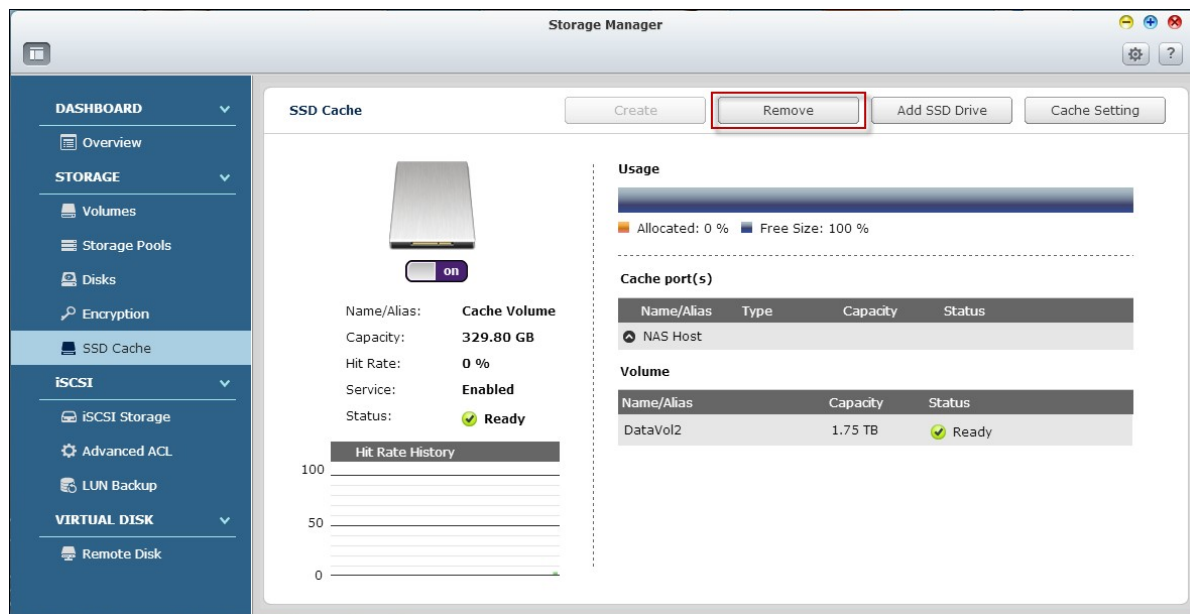 Storage Manager
?
DASHBOARD
Overview
STORAGE
Volumes
Storage Pools
Disks
Encryption
SSD Cache
iSCSI
iSCSI Storage
Advanced ACL
LUN Backup
VIRTUAL DISK
Remote Disk
SSD Cache Create Remove Add SSD Drive Cache Setting
on
Name/Alias: Cache Volume
Capacity: 329.80 GB
Hit Rate: 0 %
Service: Enabled
Status: Ready
Hit Rate History
100
50
0
Usage
Allocated: 0 % Free Size: 100 %
Cache port(s)
Name/Alias Type Capacity Status
NAS Host
Volume
Name/Alias Capacity Status
DataVol2 1.75 TB Ready